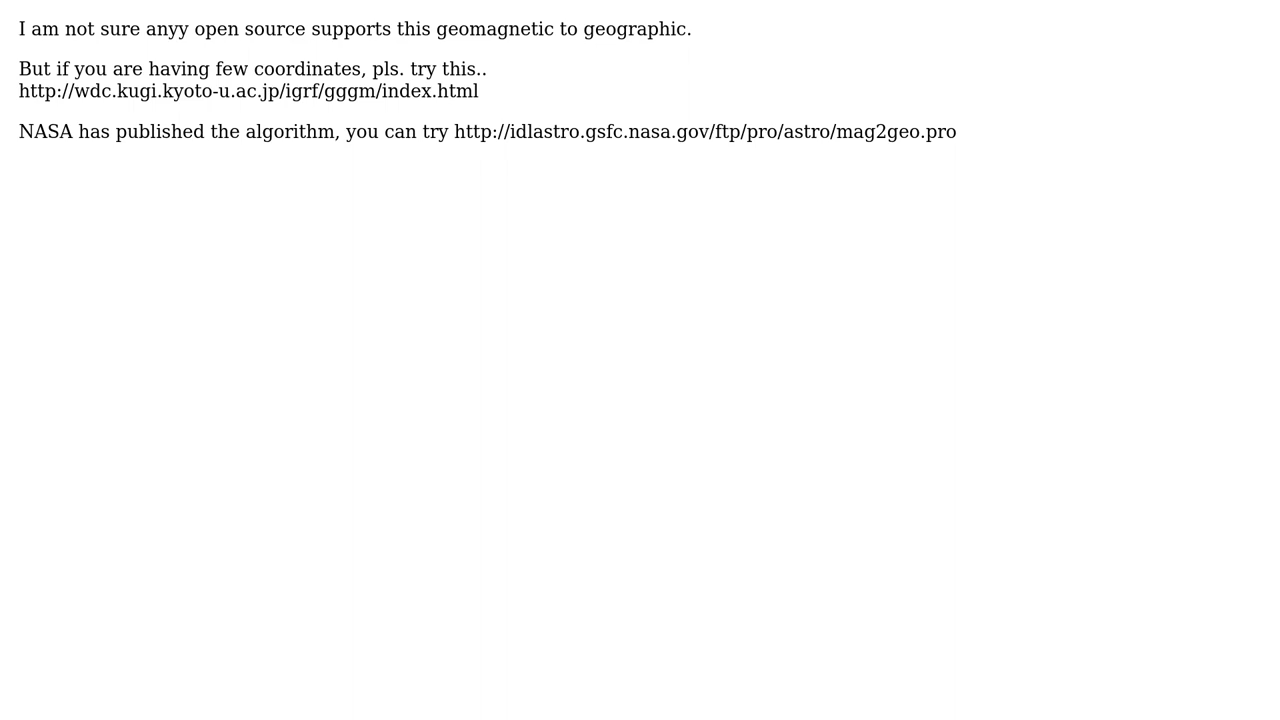 I am not sure anyy open source supports this geomagnetic to geographic.
But if you are having few coordinates, pls. try this..
http://wdc.kugi.kyoto-u.ac.jp/igrf/gggm/index.html
NASA has published the algorithm, you can try http://idlastro.gsfc.nasa.gov/ftp/pro/astro/mag2geo.pro